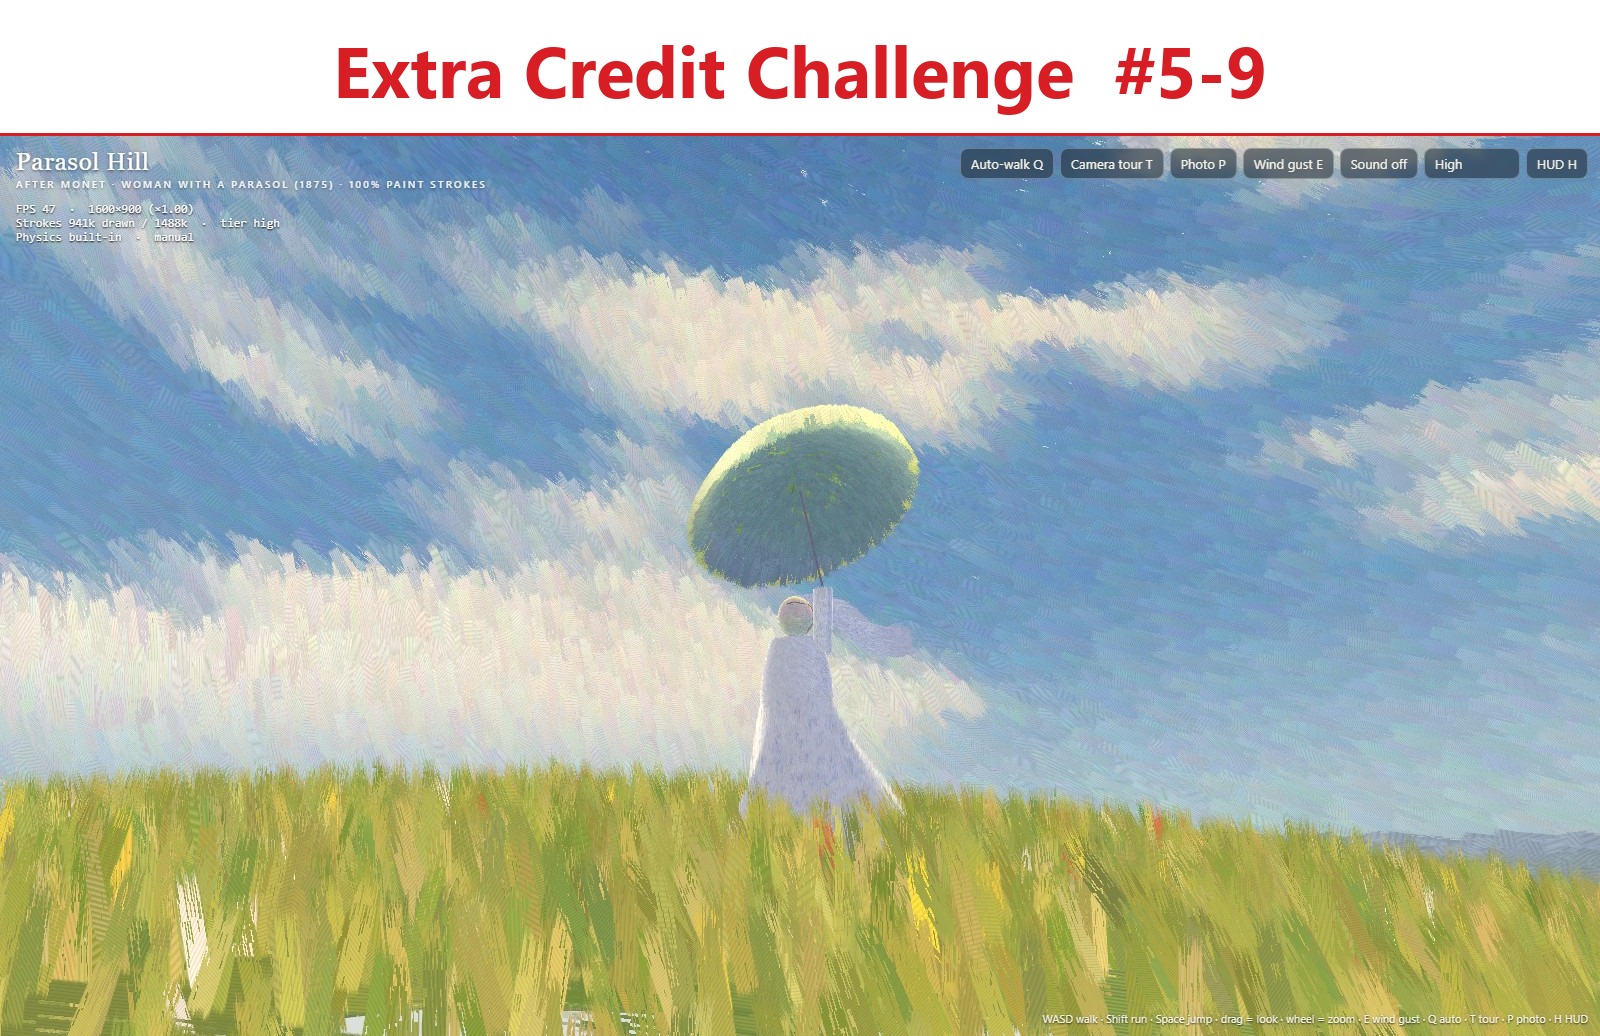 Extra Credit Challenge #5-9
Parasol Hill
AFTER MONET · WOMAN WITH A PARASOL (1875) · 100% PAINT STROKES
FPS 47 · 1600×900 (×1.00)
Strokes 941k drawn / 1488k · tier high
Physics built-in · manual
Auto-walk Q
Camera tour T
Photo P
Wind gust E
Sound off
High
HUD H
WASD walk · Shift run · Space jump · drag = look · wheel = zoom · E wind gust · Q auto · T tour · P photo · H HUD